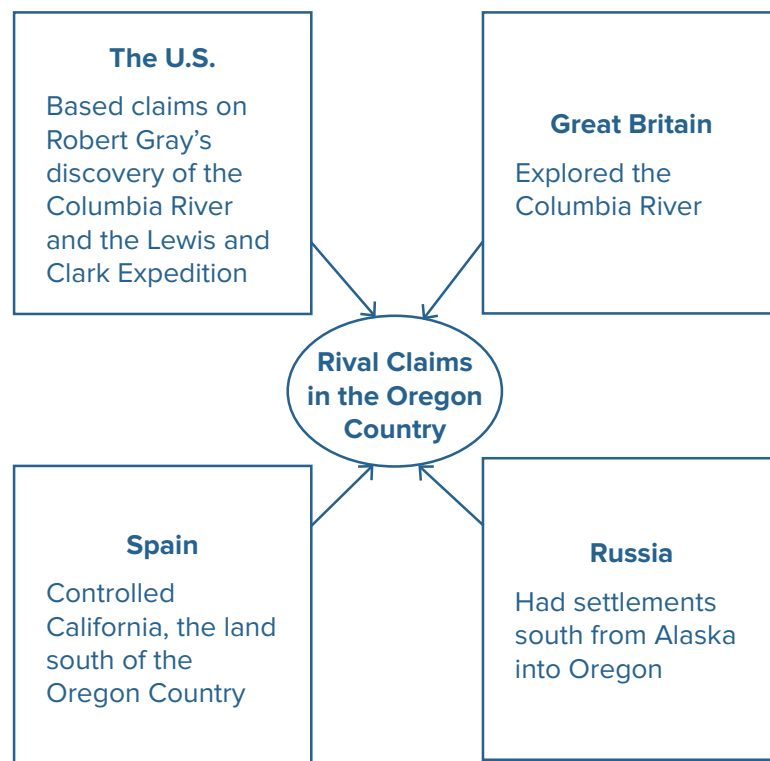 The U.S.
Based claims on
Robert Gray’s
discovery of the
Columbia River
and the Lewis and
Clark Expedition
Great Britain
Explored the
Columbia River
Rival Claims
in the Oregon
Country
Spain
Controlled
California, the land
south of the
Oregon Country
Russia
Had settlements
south from Alaska
into Oregon